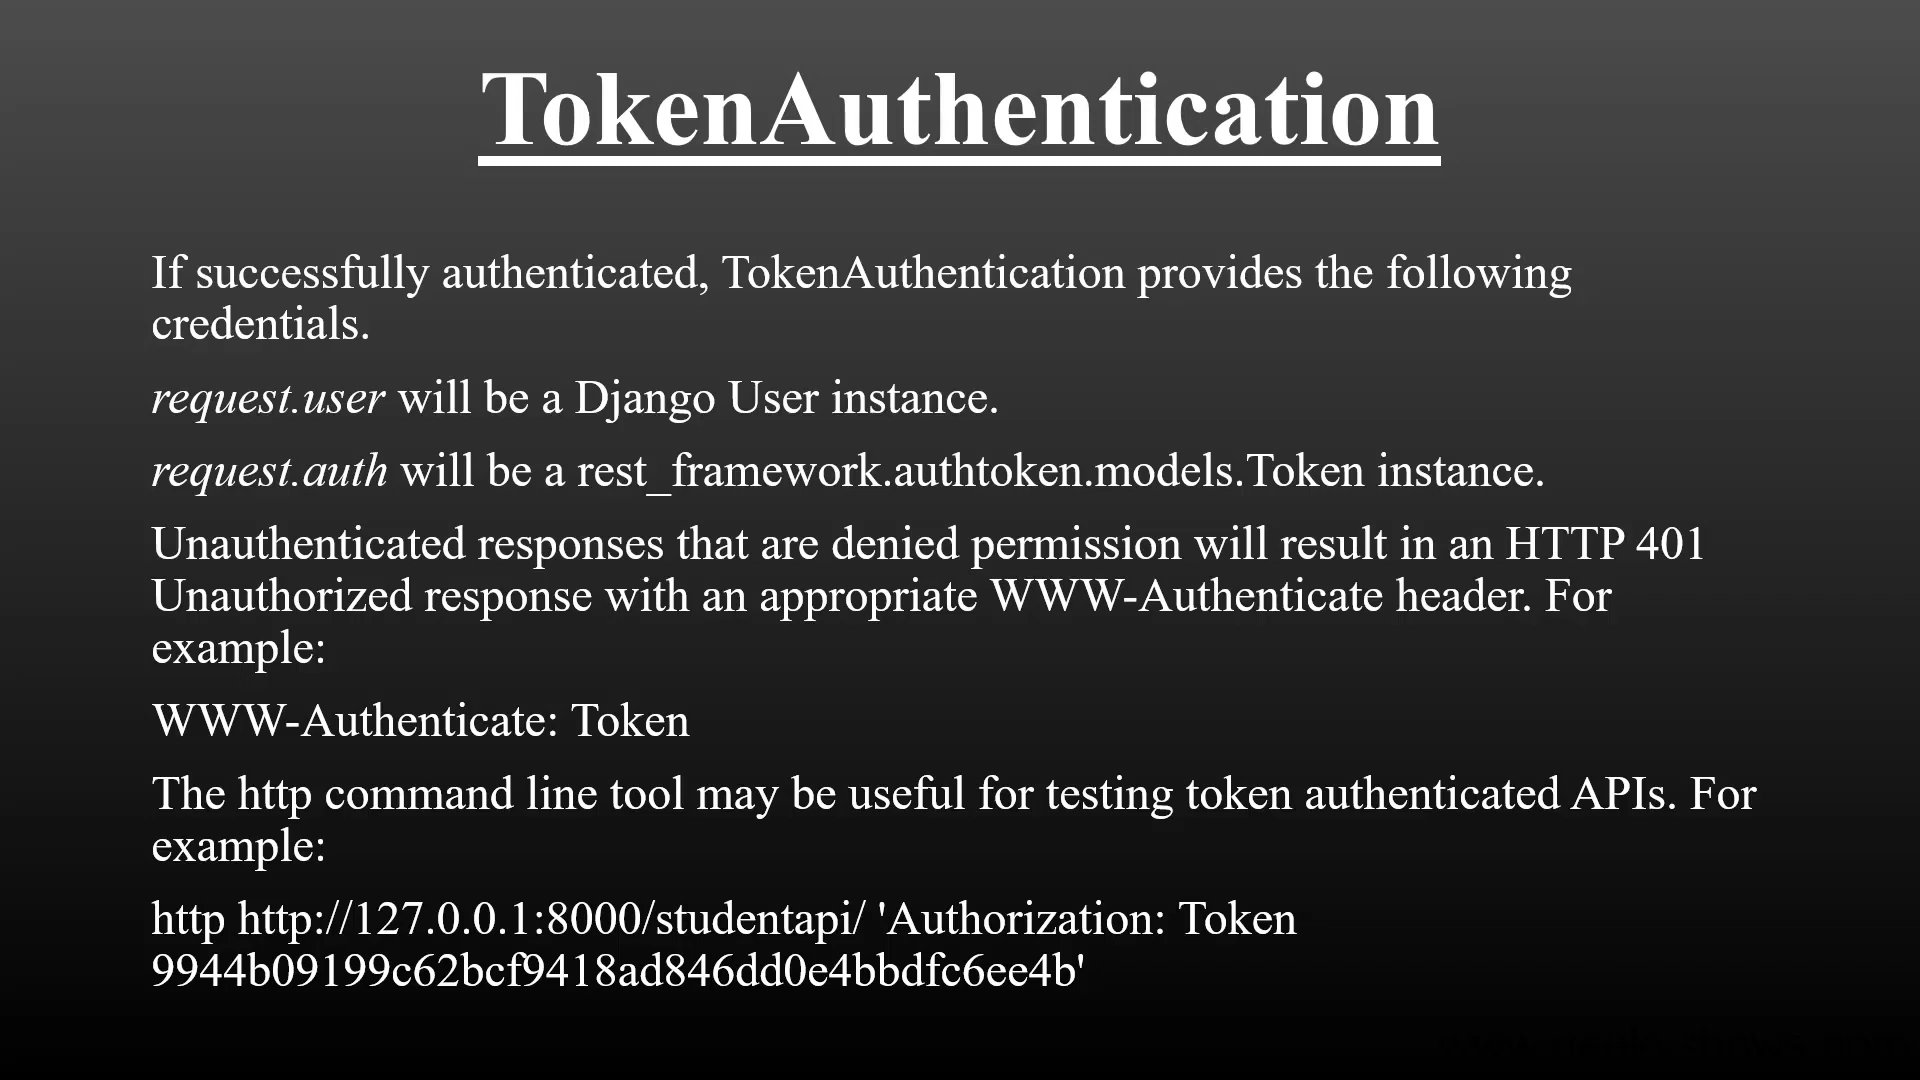 TokenAuthentication
If successfully authenticated, TokenAuthentication provides the following
credentials.
request.user will be a Django User instance.
request.auth will be a rest_framework.authtoken.models.Token instance.
Unauthenticated responses that are denied permission will result in an HTTP 401
Unauthorized response with an appropriate WWW-Authenticate header. For
example:
WWW-Authenticate: Token
The http command line tool may be useful for testing token authenticated APIs. For
example:
http http://127.0.0.1:8000/studentapi/ 'Authorization: Token
9944b09199c62bcf9418ad846dd0e4bbdfc6ee4b'